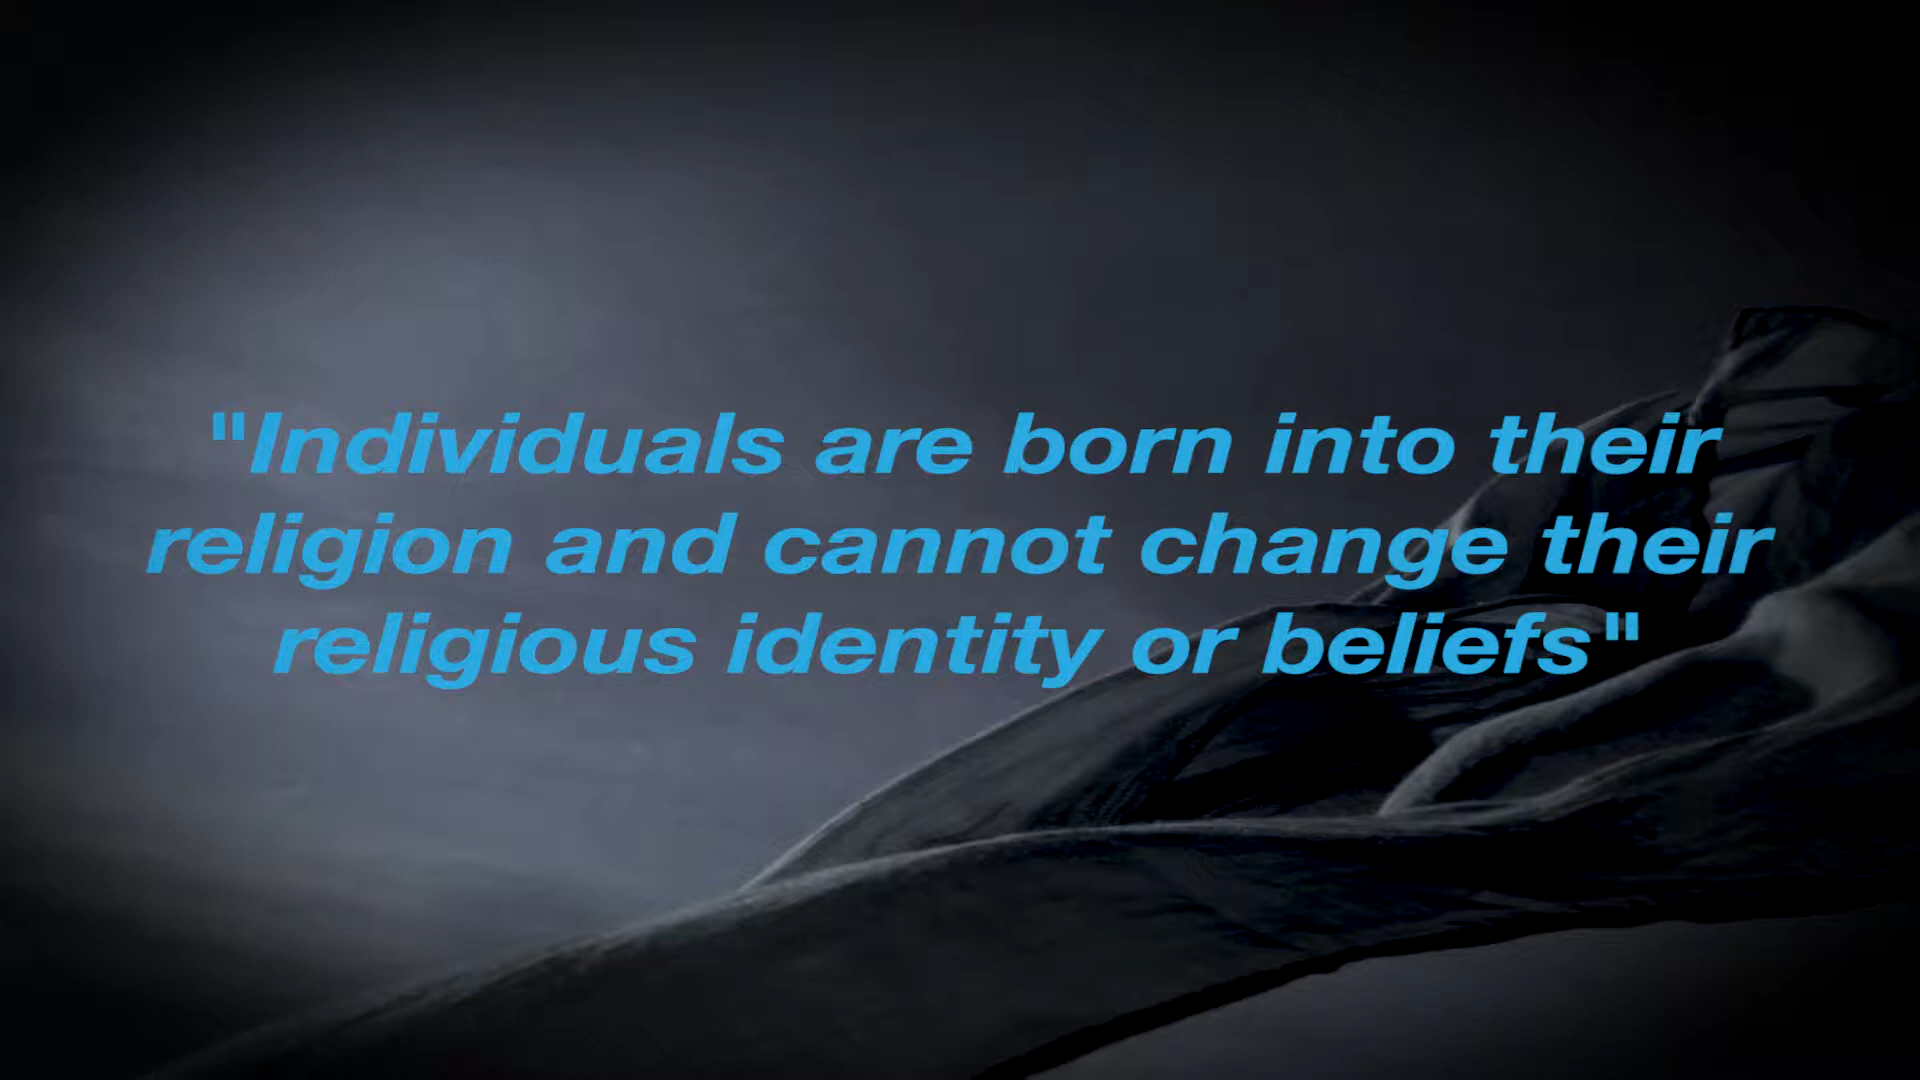 "Individuals are born into their
religion and cannot change their
religious identity or beliefs"